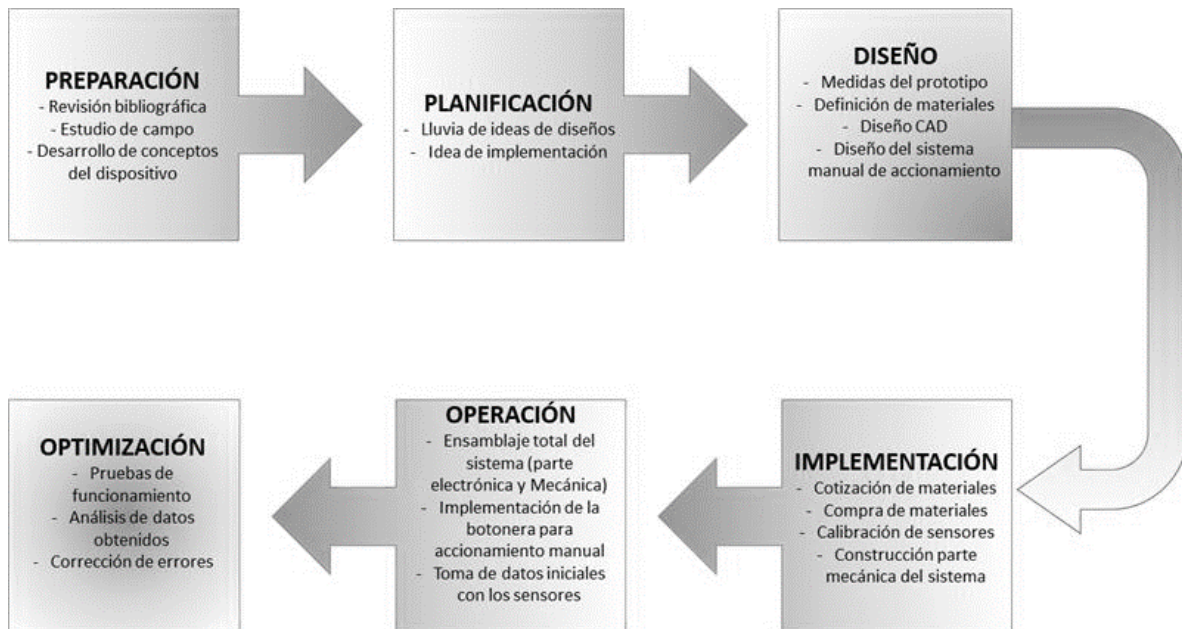 PREPARACIÓN
- Revisión bibliográfica
- Estudio de campo
- Desarrollo de conceptos
del dispositivo
PLANIFICACIÓN
- Lluvia de ideas de diseños
- Idea de implementación
DISEÑO
- Medidas del prototipo
- Definición de materiales
- Diseño CAD
- Diseño del sistema
manual de accionamiento
IMPLEMENTACIÓN
- Cotización de materiales
- Compra de materiales
- Calibración de sensores
- Construcción parte
mecánica del sistema
OPERACIÓN
- Ensamblaje total del
sistema (parte
electrónica y Mecánica)
- Implementación de la
botonera para
accionamiento manual
- Toma de datos iniciales
con los sensores
OPTIMIZACIÓN
- Pruebas de
funcionamiento
- Análisis de datos
obtenidos
- Corrección de errores